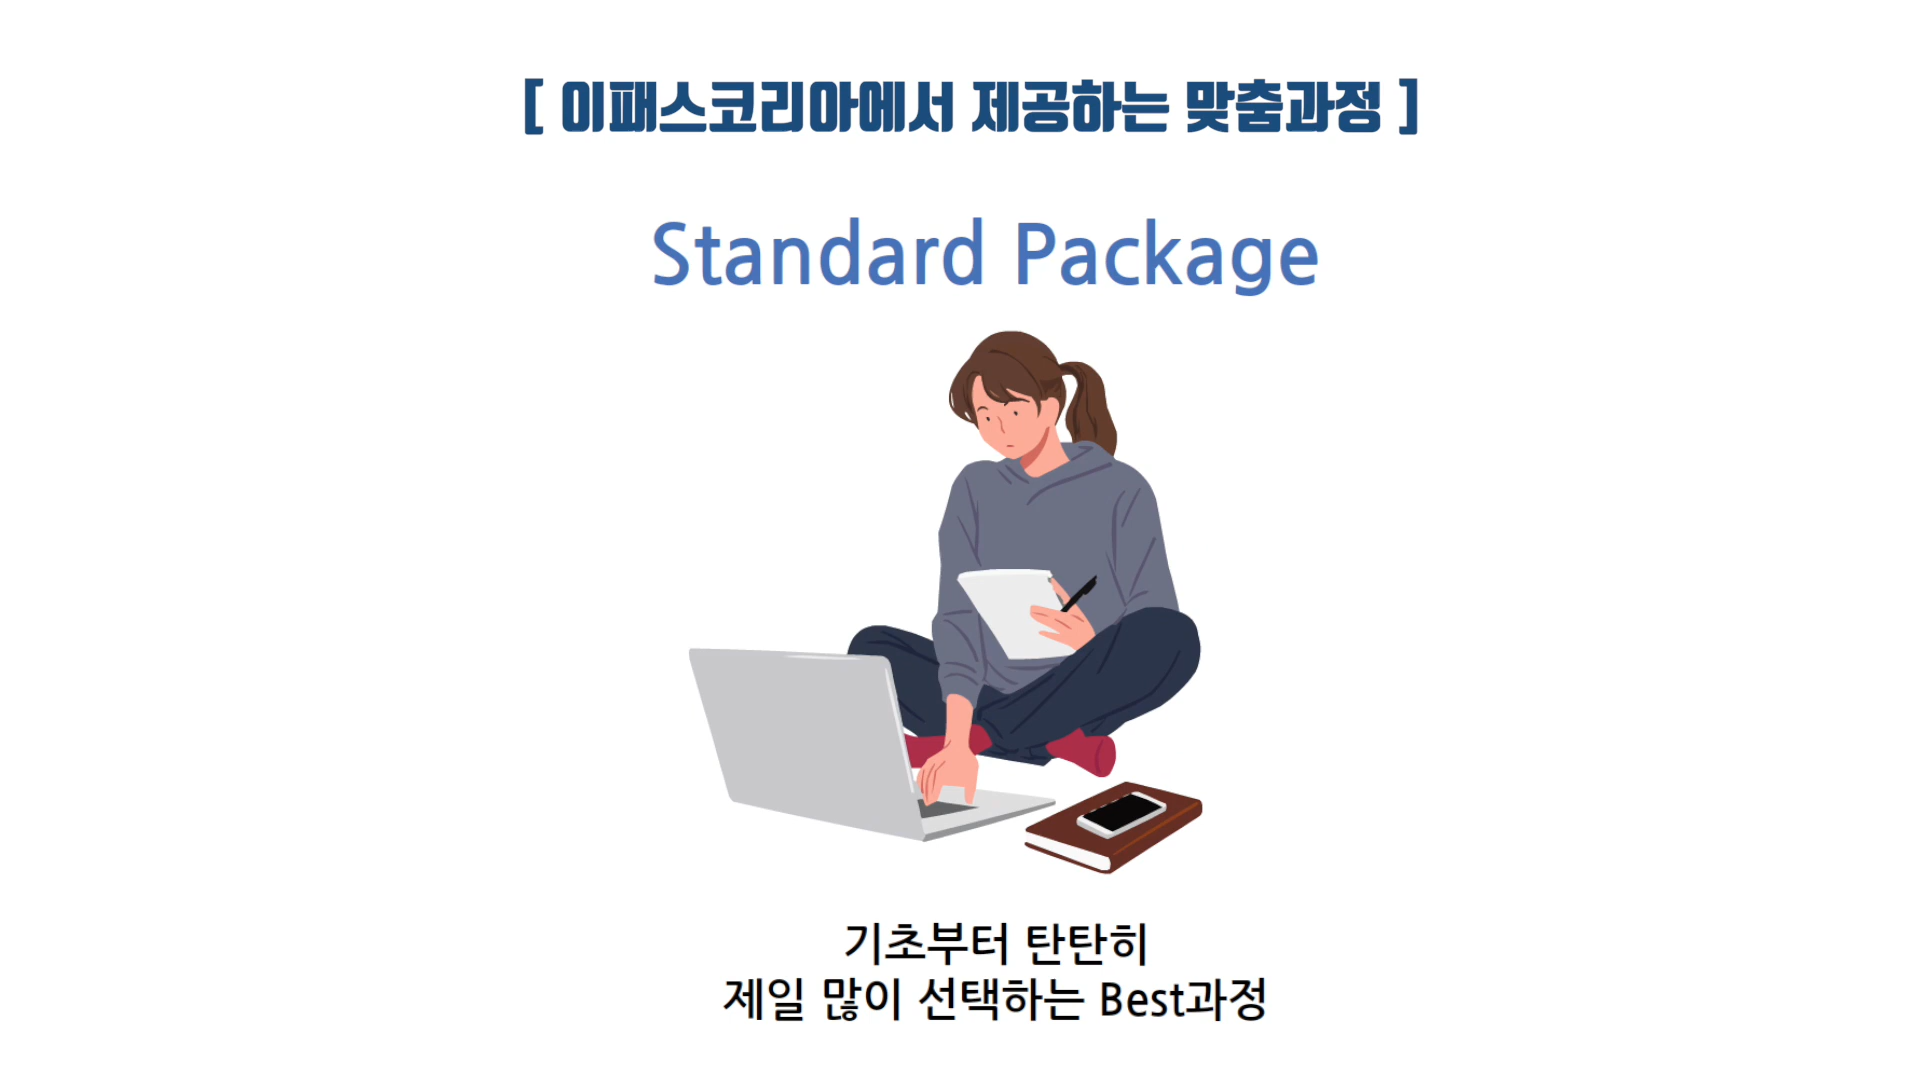 [ 이패스코리아에서 제공하는 맞춤과정 ]
Standard Package
기초부터 탄탄히
제일 많이 선택하는 Best과정